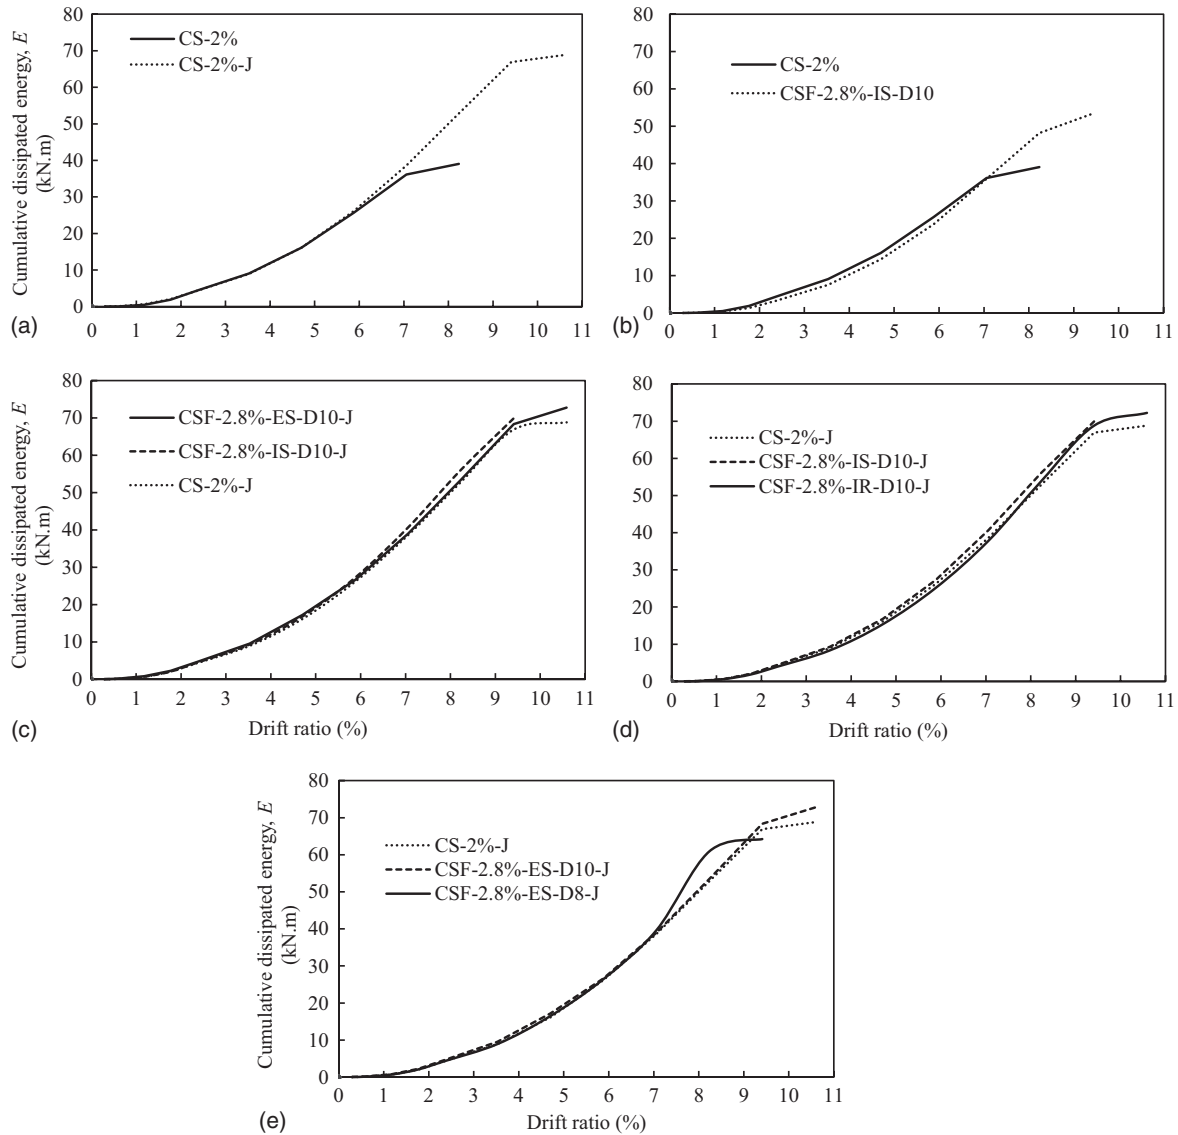 Cumulative dissipated energy, E
(kN.m)
80
70
60
50
40
30
20
10
0
CS-2%
CS-2%-J
0 1 2 3 4 5 6 7 8 9 10 11
(a)
80
70
60
50
40
30
20
10
0
CS-2%
CSF-2.8%-IS-D10
0 1 2 3 4 5 6 7 8 9 10 11
(b)
Cumulative dissipated energy, E
(kN.m)
80
70
60
50
40
30
20
10
0
CSF-2.8%-ES-D10-J
CSF-2.8%-IS-D10-J
CS-2%-J
0 1 2 3 4 5 6 7 8 9 10 11
(c)
Drift ratio (%)
80
70
60
50
40
30
20
10
0
CS-2%-J
CSF-2.8%-IS-D10-J
CSF-2.8%-IR-D10-J
0 1 2 3 4 5 6 7 8 9 10 11
(d)
Drift ratio (%)
Cumulative dissipated energy, E
(kN.m)
80
70
60
50
40
30
20
10
0
CS-2%-J
CSF-2.8%-ES-D10-J
CSF-2.8%-ES-D8-J
0 1 2 3 4 5 6 7 8 9 10 11
(e)
Drift ratio (%)